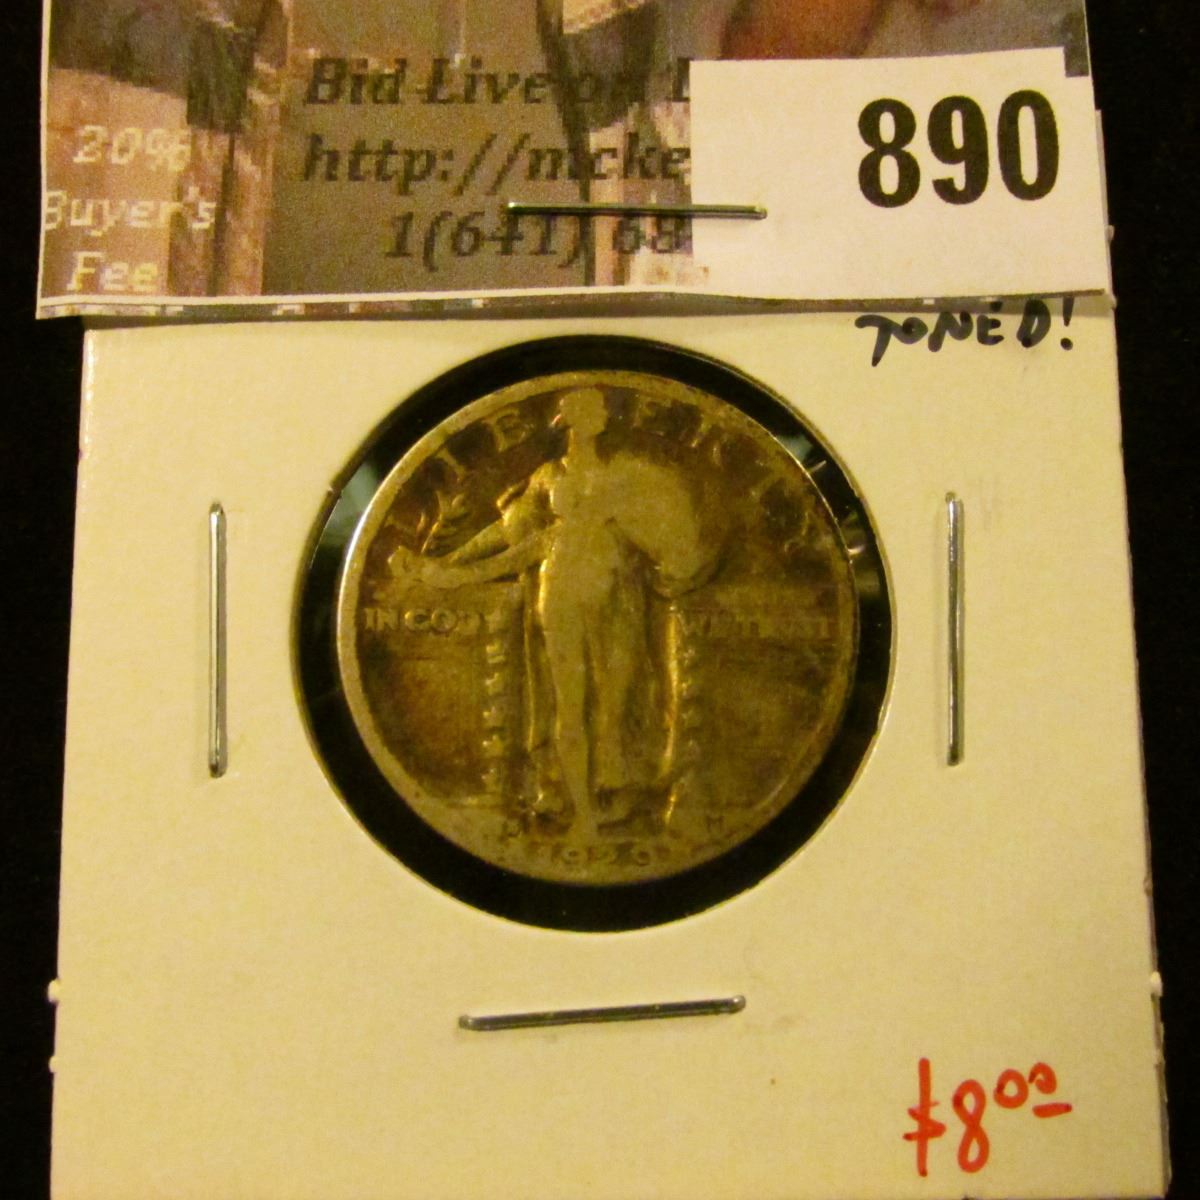 Bid Live on
http://nicke
1(641) 68
20%
Buyer's
Fee
890
TONED!
LIBERTY
IN GOD WE TRUST
M
1929
$8.00